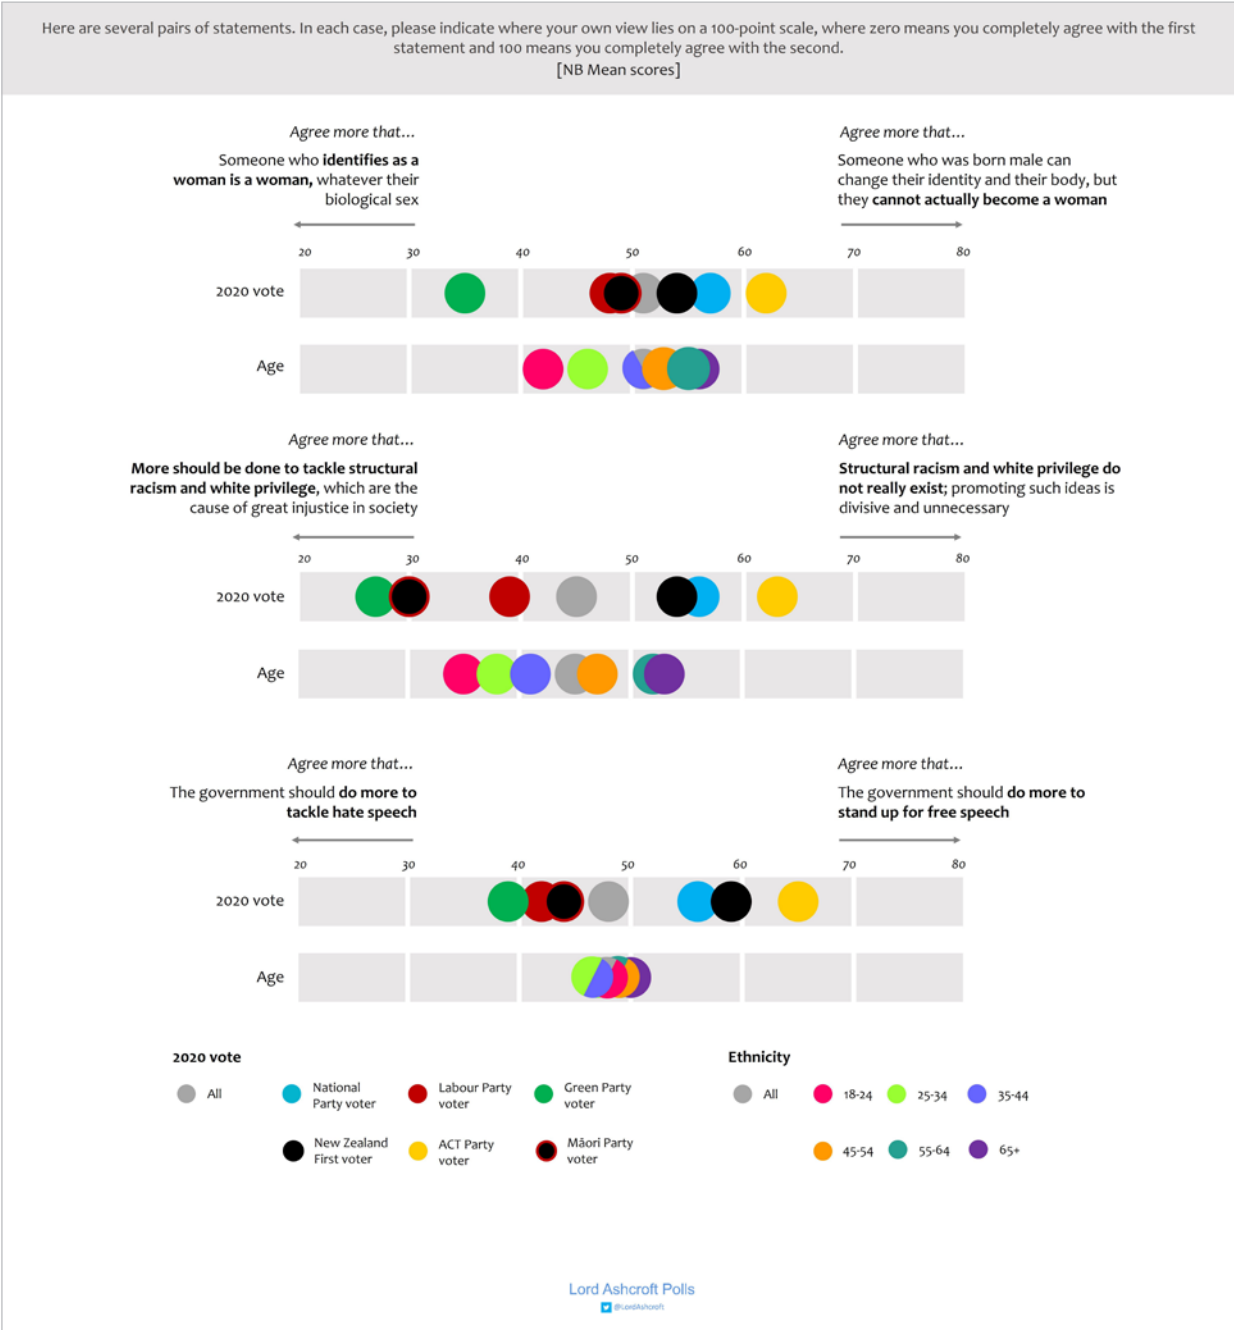 Here are several pairs of statements. In each case, please indicate where your own view lies on a 100-point scale, where zero means you completely agree with the first
statement and 100 means you completely agree with the second.
[NB Mean scores]
Agree more that...
Someone who identifies as a
woman is a woman, whatever their
biological sex
Agree more that...
Someone who was born male can
change their identity and their body, but
they cannot actually become a woman
20 30 40 50 60 70 80
2020 vote
Age
Agree more that...
More should be done to tackle structural
racism and white privilege, which are the
cause of great injustice in society
Agree more that...
Structural racism and white privilege do
not really exist; promoting such ideas is
divisive and unnecessary
20 30 40 50 60 70 80
2020 vote
Age
Agree more that...
The government should do more to
tackle hate speech
Agree more that...
The government should do more to
stand up for free speech
20 30 40 50 60 70 80
2020 vote
Age
2020 vote
All
National
Party voter
Labour Party
voter
Green Party
voter
New Zealand
First voter
ACT Party
voter
Māori Party
voter
Ethnicity
All
18-24
25-34
35-44
45-54
55-64
65+
Lord Ashcroft Polls
@LordAshcroft